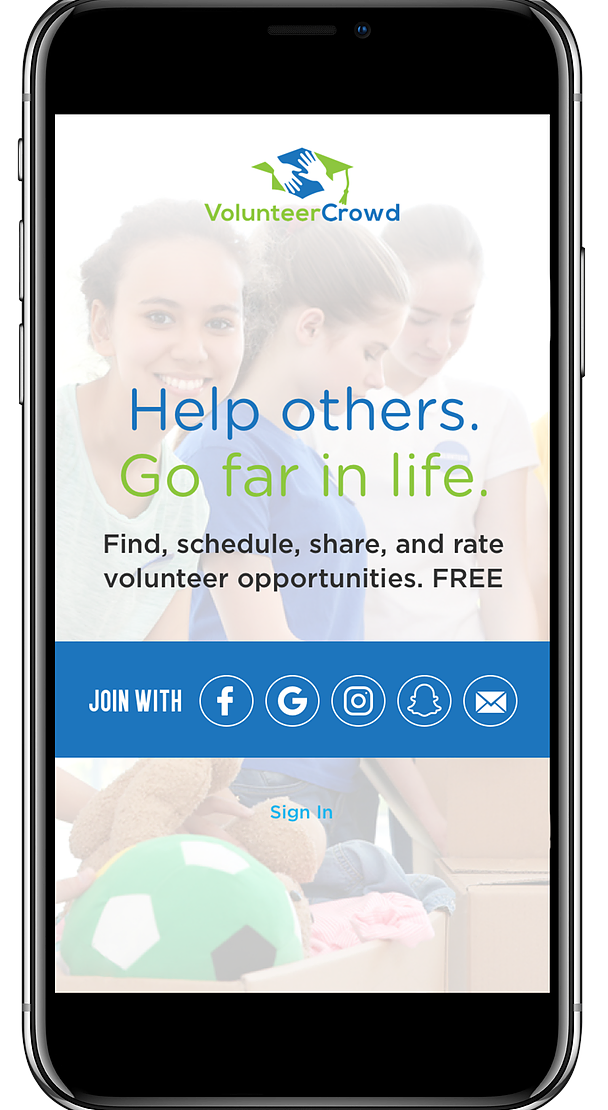 VolunteerCrowd
Help others.
Go far in life.
Find, schedule, share, and rate
volunteer opportunities. FREE
JOIN WITH
Sign In